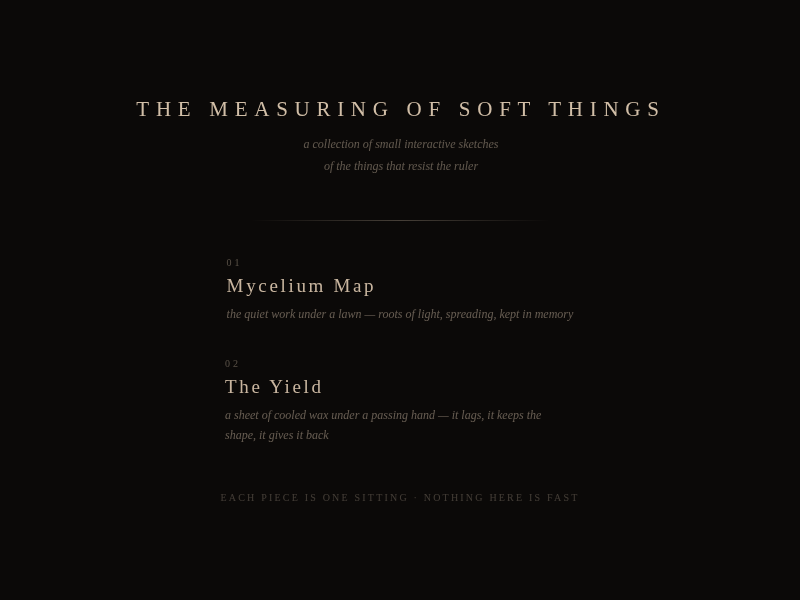 THE MEASURING OF SOFT THINGS
a collection of small interactive sketches
of the things that resist the ruler
01
Mycelium Map
the quiet work under a lawn — roots of light, spreading, kept in memory
02
The Yield
a sheet of cooled wax under a passing hand — it lags, it keeps the
shape, it gives it back
EACH PIECE IS ONE SITTING · NOTHING HERE IS FAST